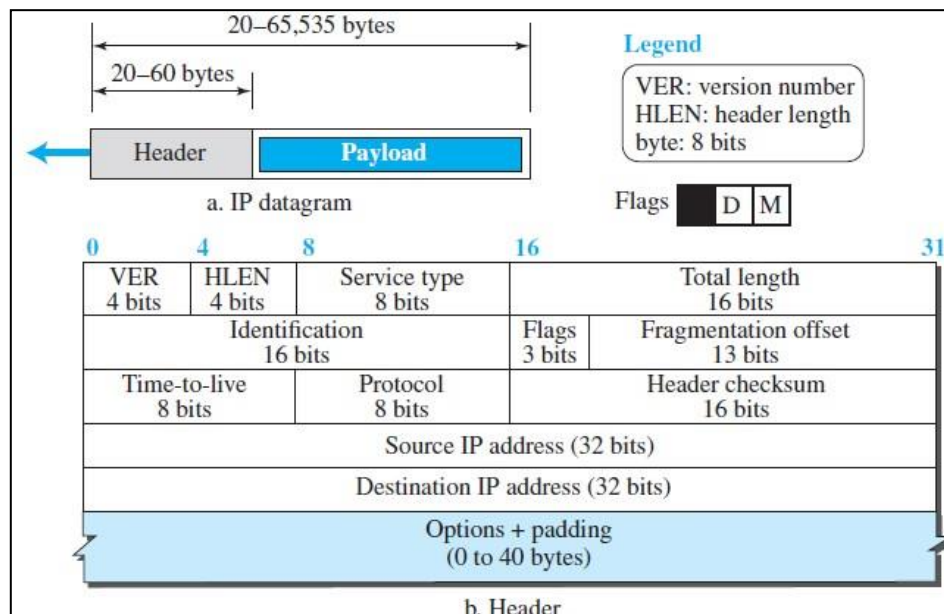 20–65,535 bytes
20–60 bytes
Header
Payload
a. IP datagram
Legend
VER: version number
HLEN: header length
byte: 8 bits
Flags D M
0 4 8 16 31
VER HLEN Service type Total length
4 bits 4 bits 8 bits 16 bits
Identification Flags Fragmentation offset
16 bits 3 bits 13 bits
Time-to-live Protocol Header checksum
8 bits 8 bits 16 bits
Source IP address (32 bits)
Destination IP address (32 bits)
Options + padding
(0 to 40 bytes)
b. Header